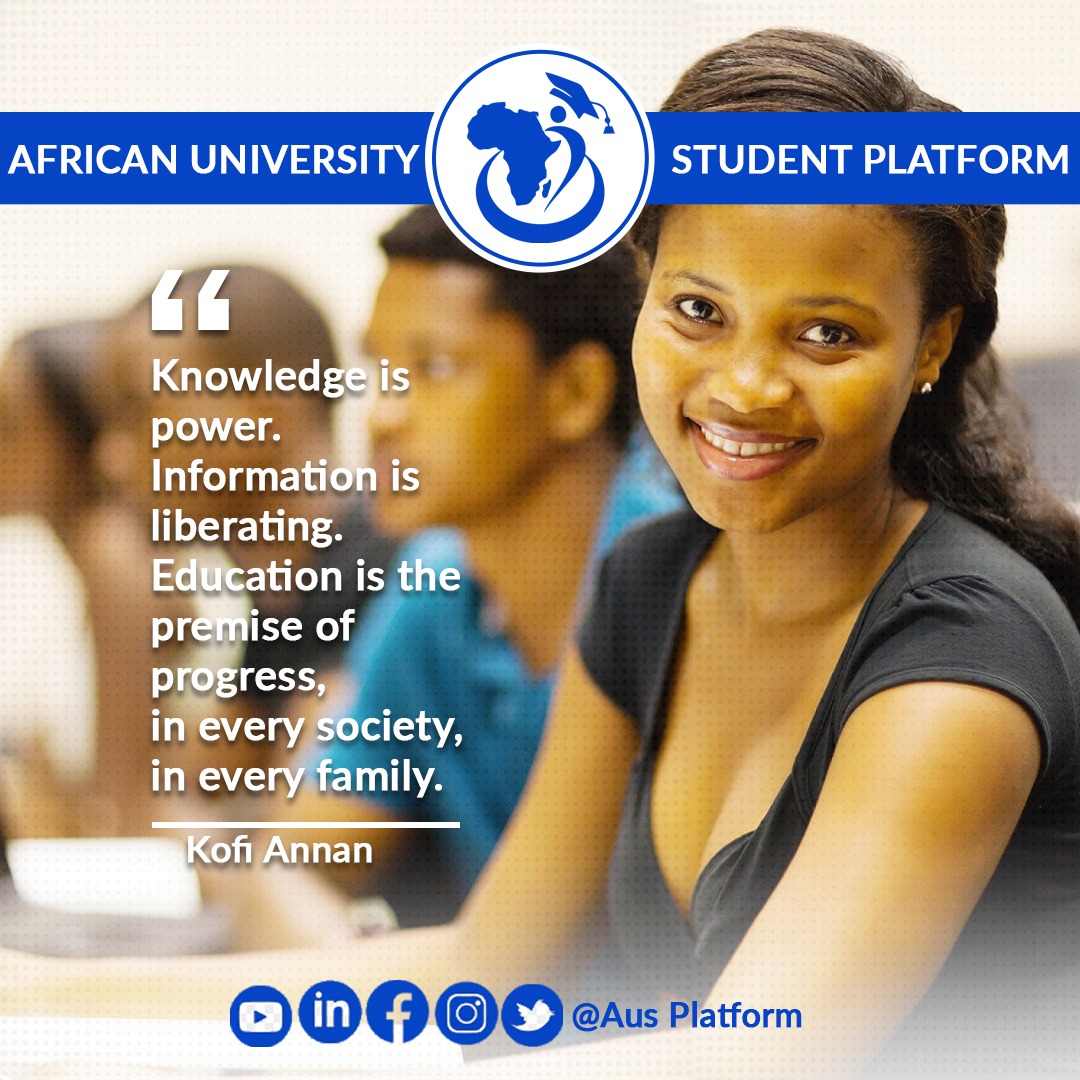 AFRICAN UNIVERSITY STUDENT PLATFORM
“
Knowledge is
power.
Information is
liberating.
Education is the
premise of
progress,
in every society,
in every family.
Kofi Annan
in
@Aus Platform